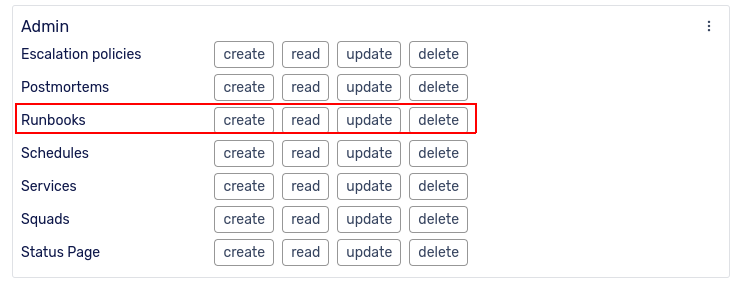 Admin
Escalation policies create read update delete
Postmortems create read update delete
Runbooks create read update delete
Schedules create read update delete
Services create read update delete
Squads create read update delete
Status Page create read update delete